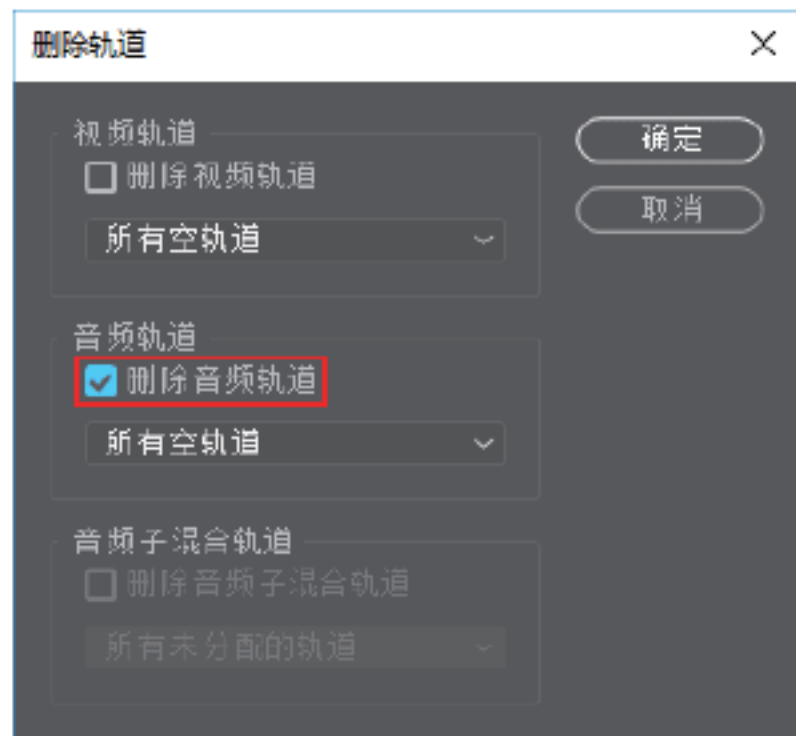 删除轨道
视频轨道
确定
删除视频轨道
取消
所有空轨道
音频轨道
删除音频轨道
所有空轨道
音频子混合轨道
删除音频子混合轨道
所有未分配的轨道